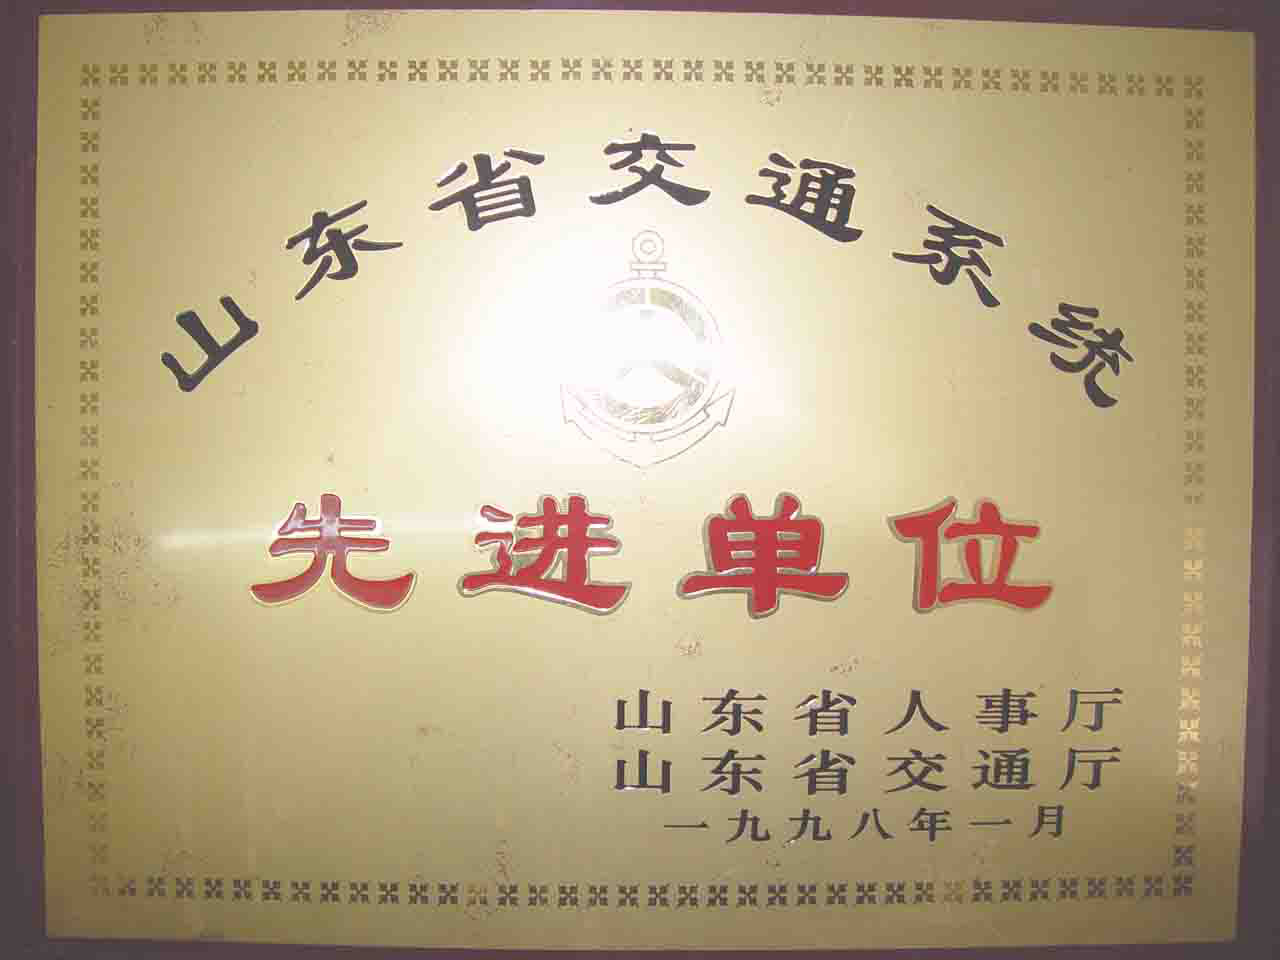 山东省交通系统
先进单位
山东省人事厅
山东省交通厅
一九九八年一月